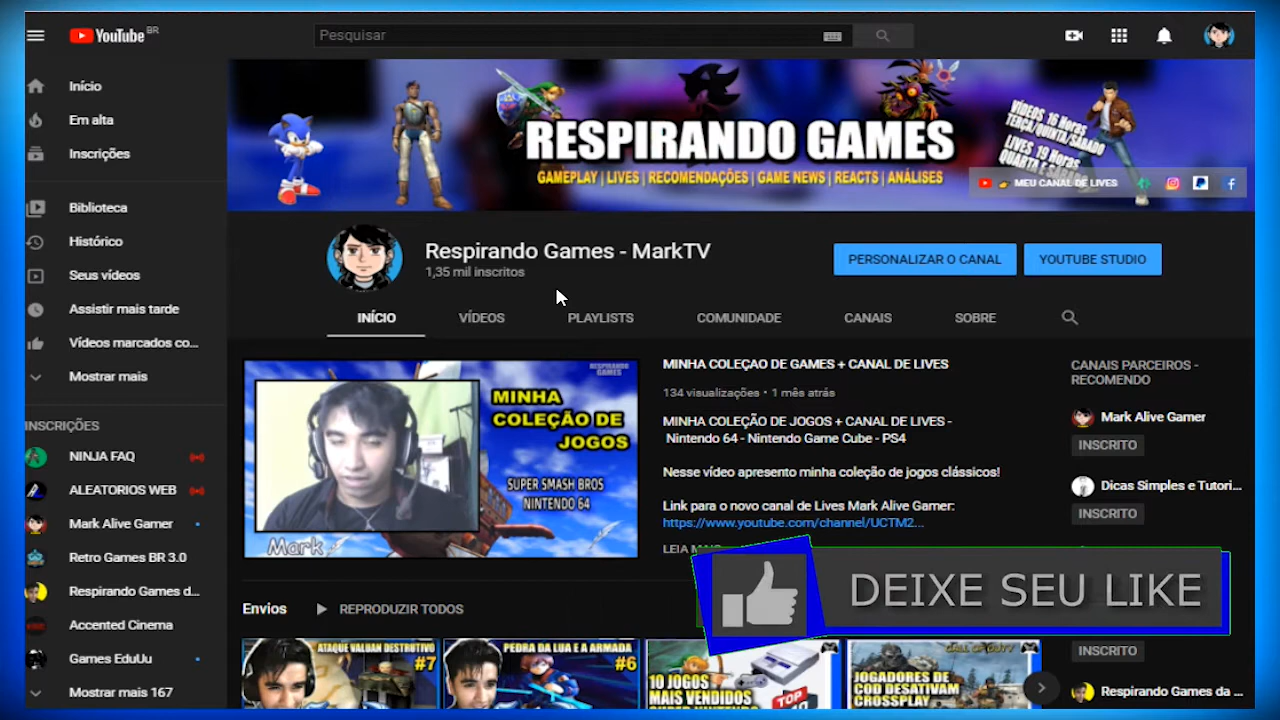 YouTube BR
Pesquisar
Início
Em alta
Inscrições
Biblioteca
Histórico
Seus vídeos
Assistir mais tarde
Vídeos marcados co...
Mostrar mais
INSCRIÇÕES
NINJA FAQ
ALEATORIOS WEB
Mark Alive Gamer
Retro Games BR 3.0
Respirando Games d...
Accented Cinema
Games EduUu
Mostrar mais 167
RESPIRANDO GAMES
GAMEPLAY | LIVES | RECOMENDAÇÕES | GAME NEWS | REACTS | ANÁLISES
VÍDEOS 16 Horas
TERÇA/QUINTA/SÁBADO
LIVES 19 Horas
QUARTA E SÁBADO
MEU CANAL DE LIVES
Respirando Games - MarkTV
1,35 mil inscritos
PERSONALIZAR O CANAL
YOUTUBE STUDIO
INÍCIO
VÍDEOS
PLAYLISTS
COMUNIDADE
CANAIS
SOBRE
RESPIRANDO
GAMES
MINHA
COLEÇÃO DE
JOGOS
SUPER SMASH BROS
NINTENDO 64
Mark
MINHA COLEÇAO DE GAMES + CANAL DE LIVES
134 visualizações • 1 mês atrás
MINHA COLEÇÃO DE JOGOS + CANAL DE LIVES -
Nintendo 64 - Nintendo Game Cube - PS4
Nesse vídeo apresento minha coleção de jogos clássicos!
Link para o novo canal de Lives Mark Alive Gamer:
https://www.youtube.com/channel/UCTM2...
LEIA MAIS
CANAIS PARCEIROS -
RECOMENDO
Mark Alive Gamer
INSCRITO
Dicas Simples e Tutori...
INSCRITO
DEIXE SEU LIKE
INSCRITO
Respirando Games da ...
Envios
REPRODUZIR TODOS
ATAQUE VALUAN DESTRUTIVO
#7
PEDRA DA LUA E A ARMADA
#6
10 JOGOS
MAIS VENDIDOS
TOP
CALL OF DUTY
JOGADORES
DE COD DESATIVAM
CROSSPLAY